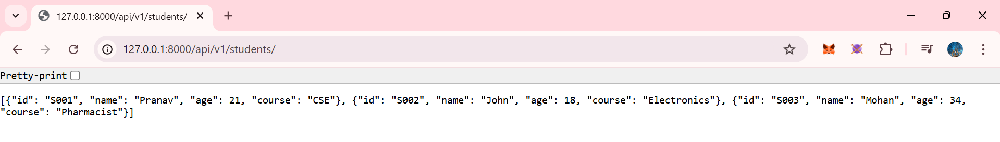 127.0.0.1:8000/api/v1/students/
127.0.0.1:8000/api/v1/students/
Pretty-print
[{"id": "S001", "name": "Pranav", "age": 21, "course": "CSE"}, {"id": "S002", "name": "John", "age": 18, "course": "Electronics"}, {"id": "S003", "name": "Mohan", "age": 34,
"course": "Pharmacist"}]